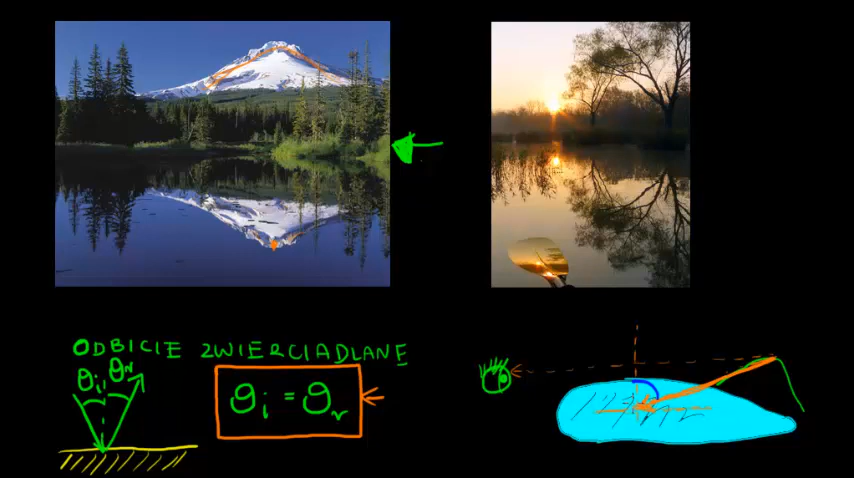 ODBICIE ZWIERCIADLANE
θi θr
θi = θr